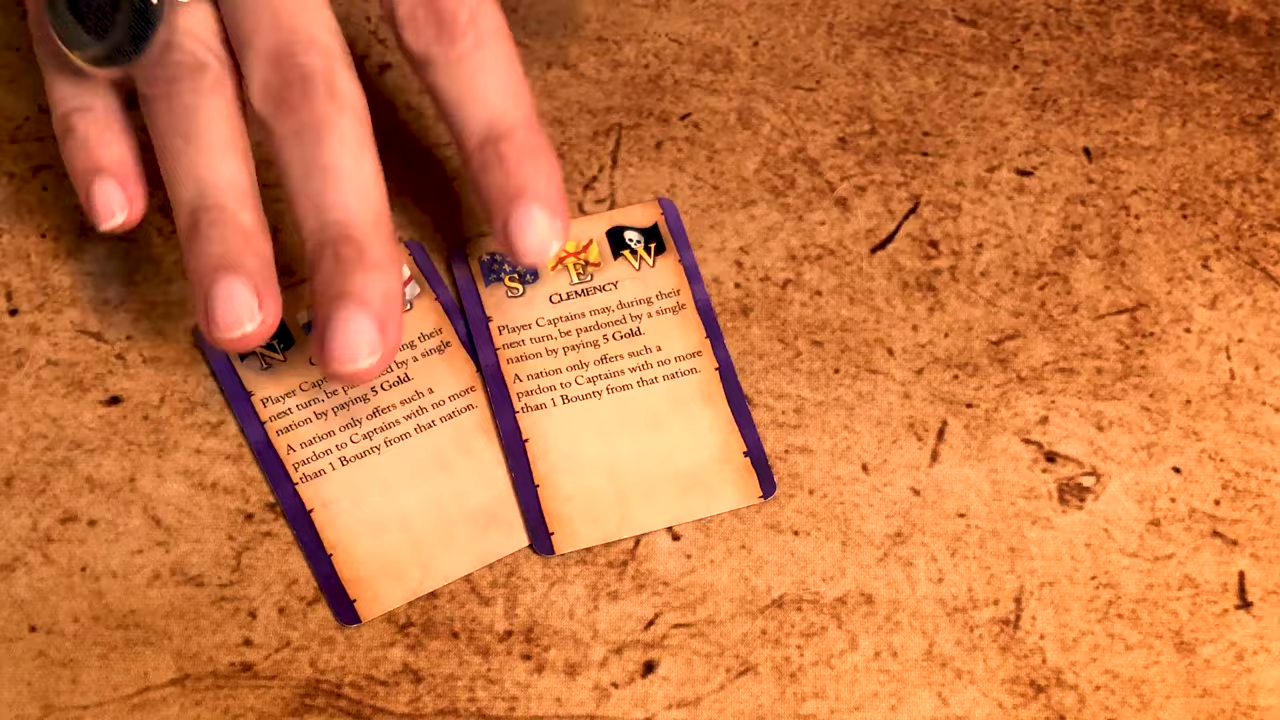 S E W
CLEMENCY
Player Captains may, during their
next turn, be pardoned by a single
nation by paying 5 Gold.
A nation only offers such a
pardon to Captains with no more
than 1 Bounty from that nation.
N
Player
next turn, be by a single
nation by paying 5 Gold.
A nation only offers such a
pardon to Captains with no more
than 1 Bounty from that nation.